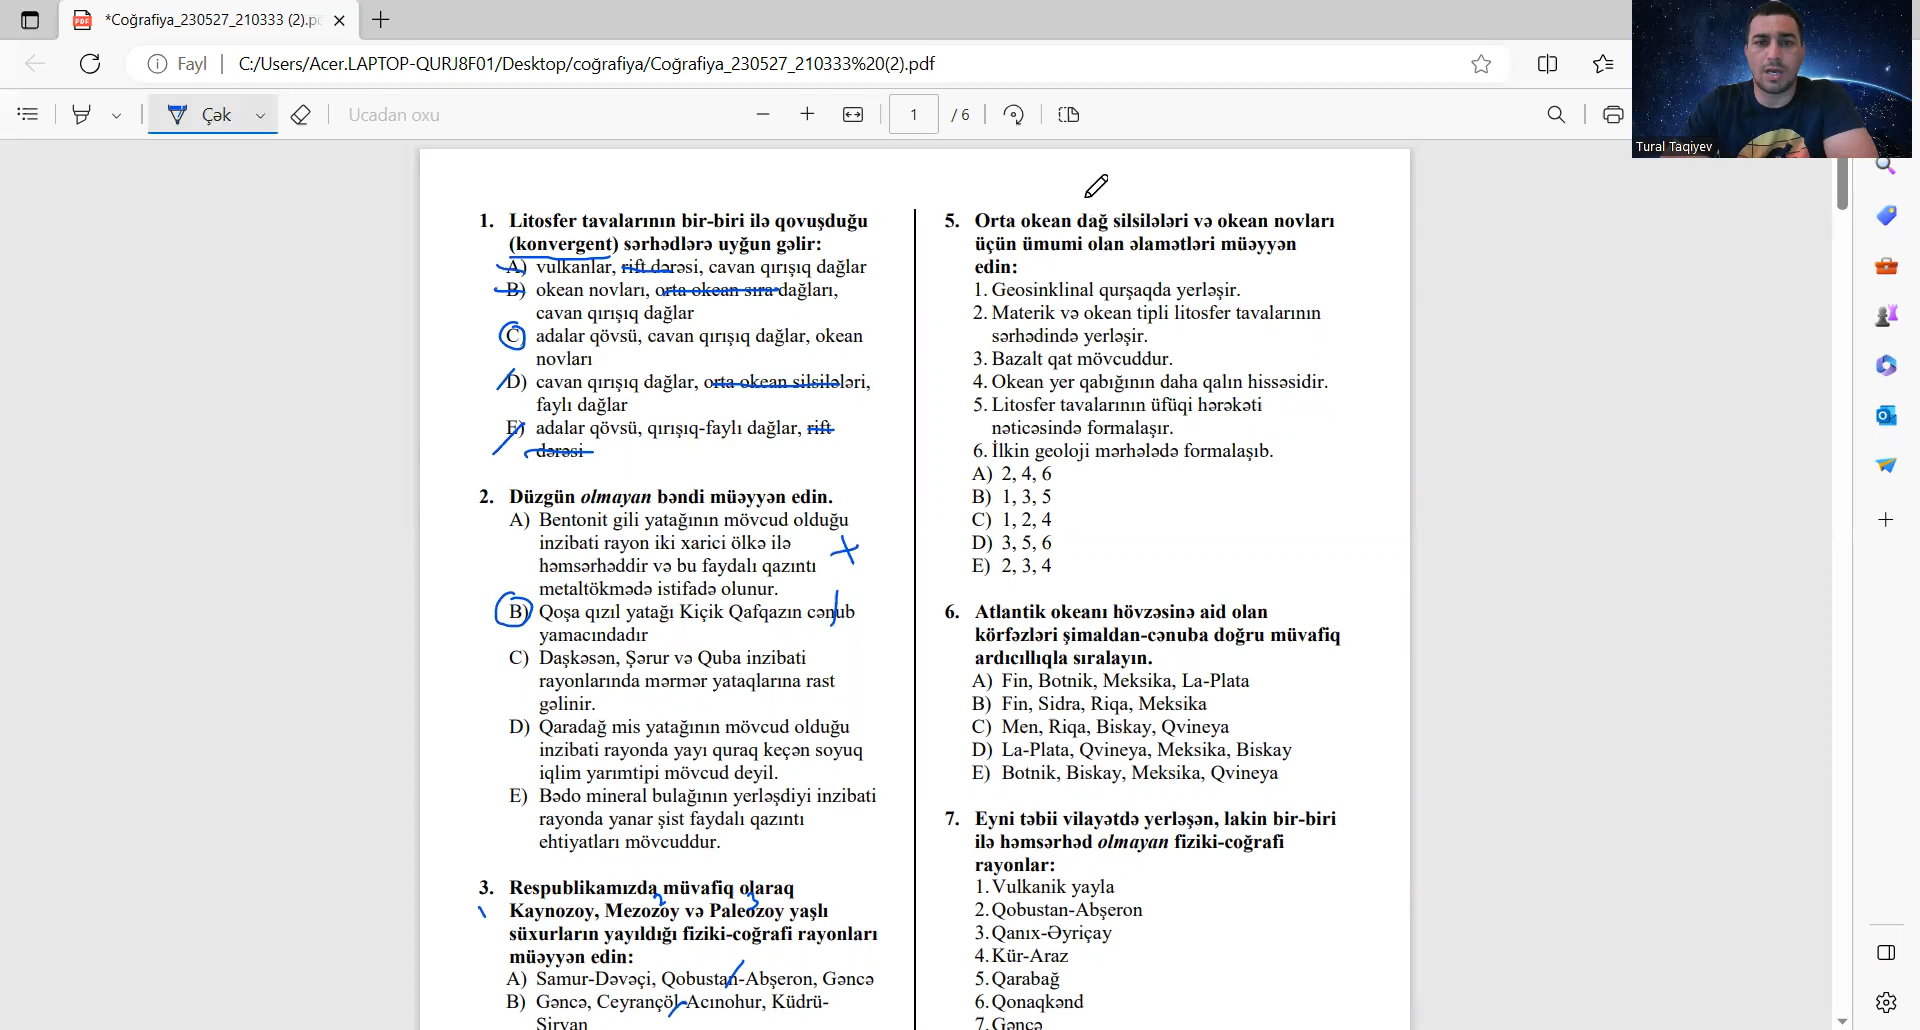 *Coğrafiya_230527_210333 (2).pd
Fayl
C:/Users/Acer.LAPTOP-QURJ8F01/Desktop/coğrafiya/Coğrafiya_230527_210333%20(2).pdf
Çək
Ucadan oxu
1
/ 6
Tural Taqiyev
1. Litosfer tavalarının bir-biri ilə qovuşduğu
(konvergent) sərhədlərə uyğun gəlir:
A) vulkanlar, rift dərəsi, cavan qırışıq dağlar
B) okean novları, orta okean sıra dağları,
cavan qırışıq dağlar
C) adalar qövsü, cavan qırışıq dağlar, okean
novları
D) cavan qırışıq dağlar, orta okean silsilələri,
faylı dağlar
E) adalar qövsü, qırışıq-faylı dağlar, rift
dərəsi
2. Düzgün olmayan bəndi müəyyən edin.
A) Bentonit gili yatağının mövcud olduğu
inzibati rayon iki xarici ölkə ilə
həmsərhəddir və bu faydalı qazıntı
metaltökmədə istifadə olunur.
B) Qoşa qızıl yatağı Kiçik Qafqazın cənub
yamacındadır
C) Daşkəsən, Şərur və Quba inzibati
rayonlarında mərmər yataqlarına rast
gəlinir.
D) Qaradağ mis yatağının mövcud olduğu
inzibati rayonda yayı quraq keçən soyuq
iqlim yarımtipi mövcud deyil.
E) Bədo mineral bulağının yerləşdiyi inzibati
rayonda yanar şist faydalı qazıntı
ehtiyatları mövcuddur.
3. Respublikamızda müvafiq olaraq
1 2 3
Kaynozoy, Mezozoy və Paleozoy yaşlı
süxurların yayıldığı fiziki-coğrafi rayonları
müəyyən edin:
A) Samur-Dəvəçi, Qobustan-Abşeron, Gəncə
B) Gəncə, Ceyrançöl-Acınohur, Küdrü-
Şirvan
5. Orta okean dağ silsilələri və okean novları
üçün ümumi olan əlamətləri müəyyən
edin:
1. Geosinklinal qurşaqda yerləşir.
2. Materik və okean tipli litosfer tavalarının
sərhədində yerləşir.
3. Bazalt qat mövcuddur.
4. Okean yer qabığının daha qalın hissəsidir.
5. Litosfer tavalarının üfüqi hərəkəti
nəticəsində formalaşır.
6. İlkin geoloji mərhələdə formalaşıb.
A) 2, 4, 6
B) 1, 3, 5
C) 1, 2, 4
D) 3, 5, 6
E) 2, 3, 4
6. Atlantik okeanı hövzəsinə aid olan
körfəzləri şimaldan-cənuba doğru müvafiq
ardıcıllıqla sıralayın.
A) Fin, Botnik, Meksika, La-Plata
B) Fin, Sidra, Riqa, Meksika
C) Men, Riqa, Biskay, Qvineya
D) La-Plata, Qvineya, Meksika, Biskay
E) Botnik, Biskay, Meksika, Qvineya
7. Eyni təbii vilayətdə yerləşən, lakin bir-biri
ilə həmsərhəd olmayan fiziki-coğrafi
rayonlar:
1. Vulkanik yayla
2. Qobustan-Abşeron
3. Qanıx-Əyriçay
4. Kür-Araz
5. Qarabağ
6. Qonaqkənd
7. Gəncə